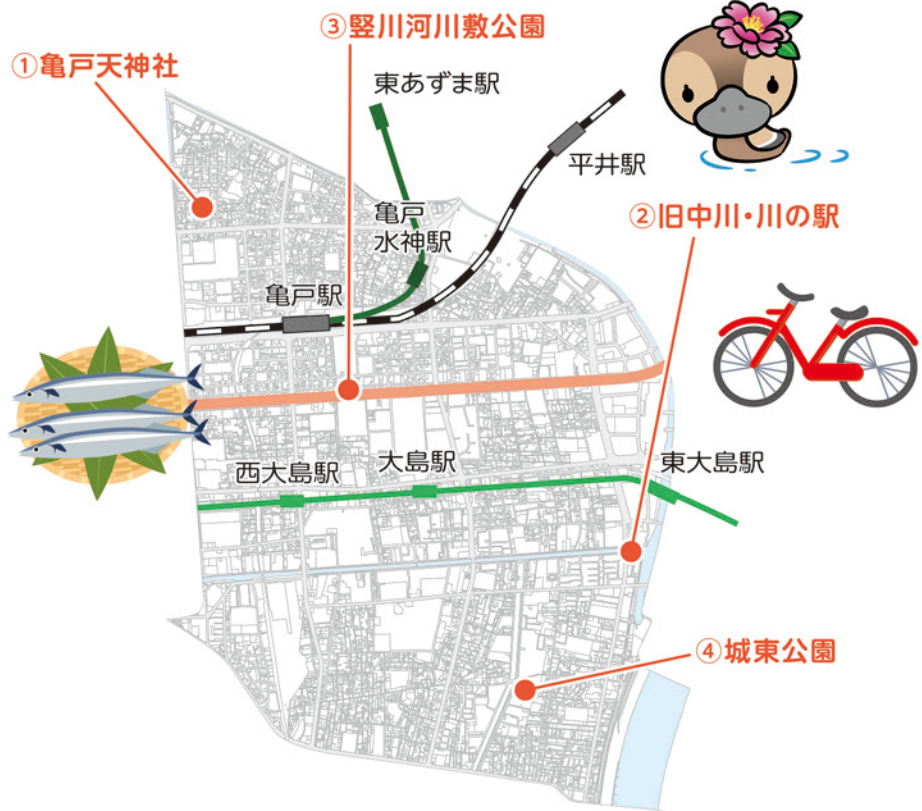 ③竪川河川敷公園
①亀戸天神社
東あずま駅
平井駅
②旧中川・川の駅
亀戸
水神駅
亀戸駅
西大島駅
大島駅
東大島駅
④城東公園